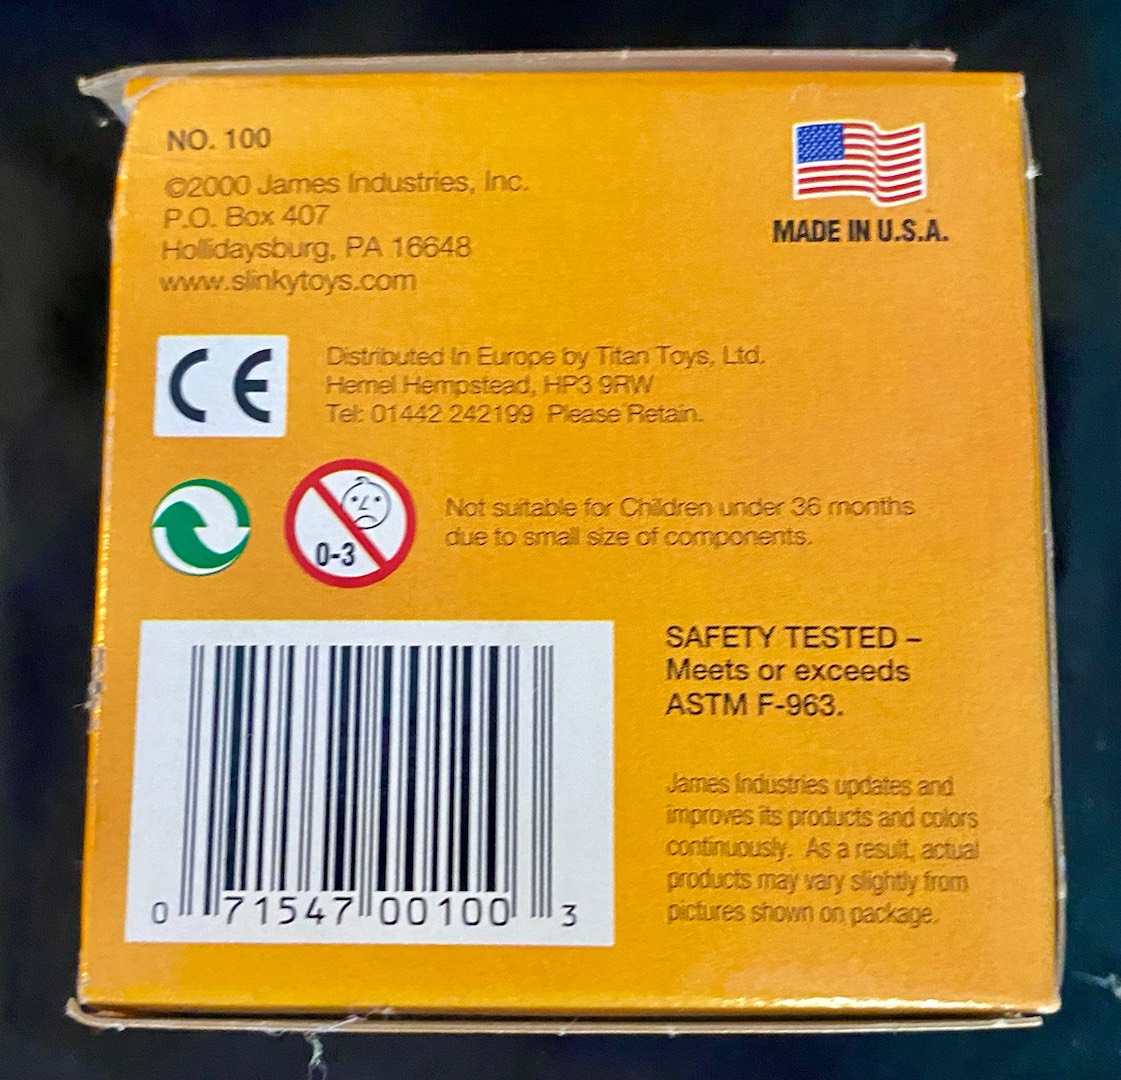 NO. 100
©2000 James Industries, Inc.
P.O. Box 407
Hollidaysburg, PA 16648
www.slinkytoys.com
MADE IN U.S.A.
CE
Distributed In Europe by Titan Toys, Ltd.
Hemel Hempstead, HP3 9RW
Tel: 01442 242199 Please Retain.
0-3
Not suitable for Children under 36 months
due to small size of components.
SAFETY TESTED –
Meets or exceeds
ASTM F-963.
James Industries updates and
improves its products and colors
continuously. As a result, actual
products may vary slightly from
pictures shown on package.
0 71547 00100 3